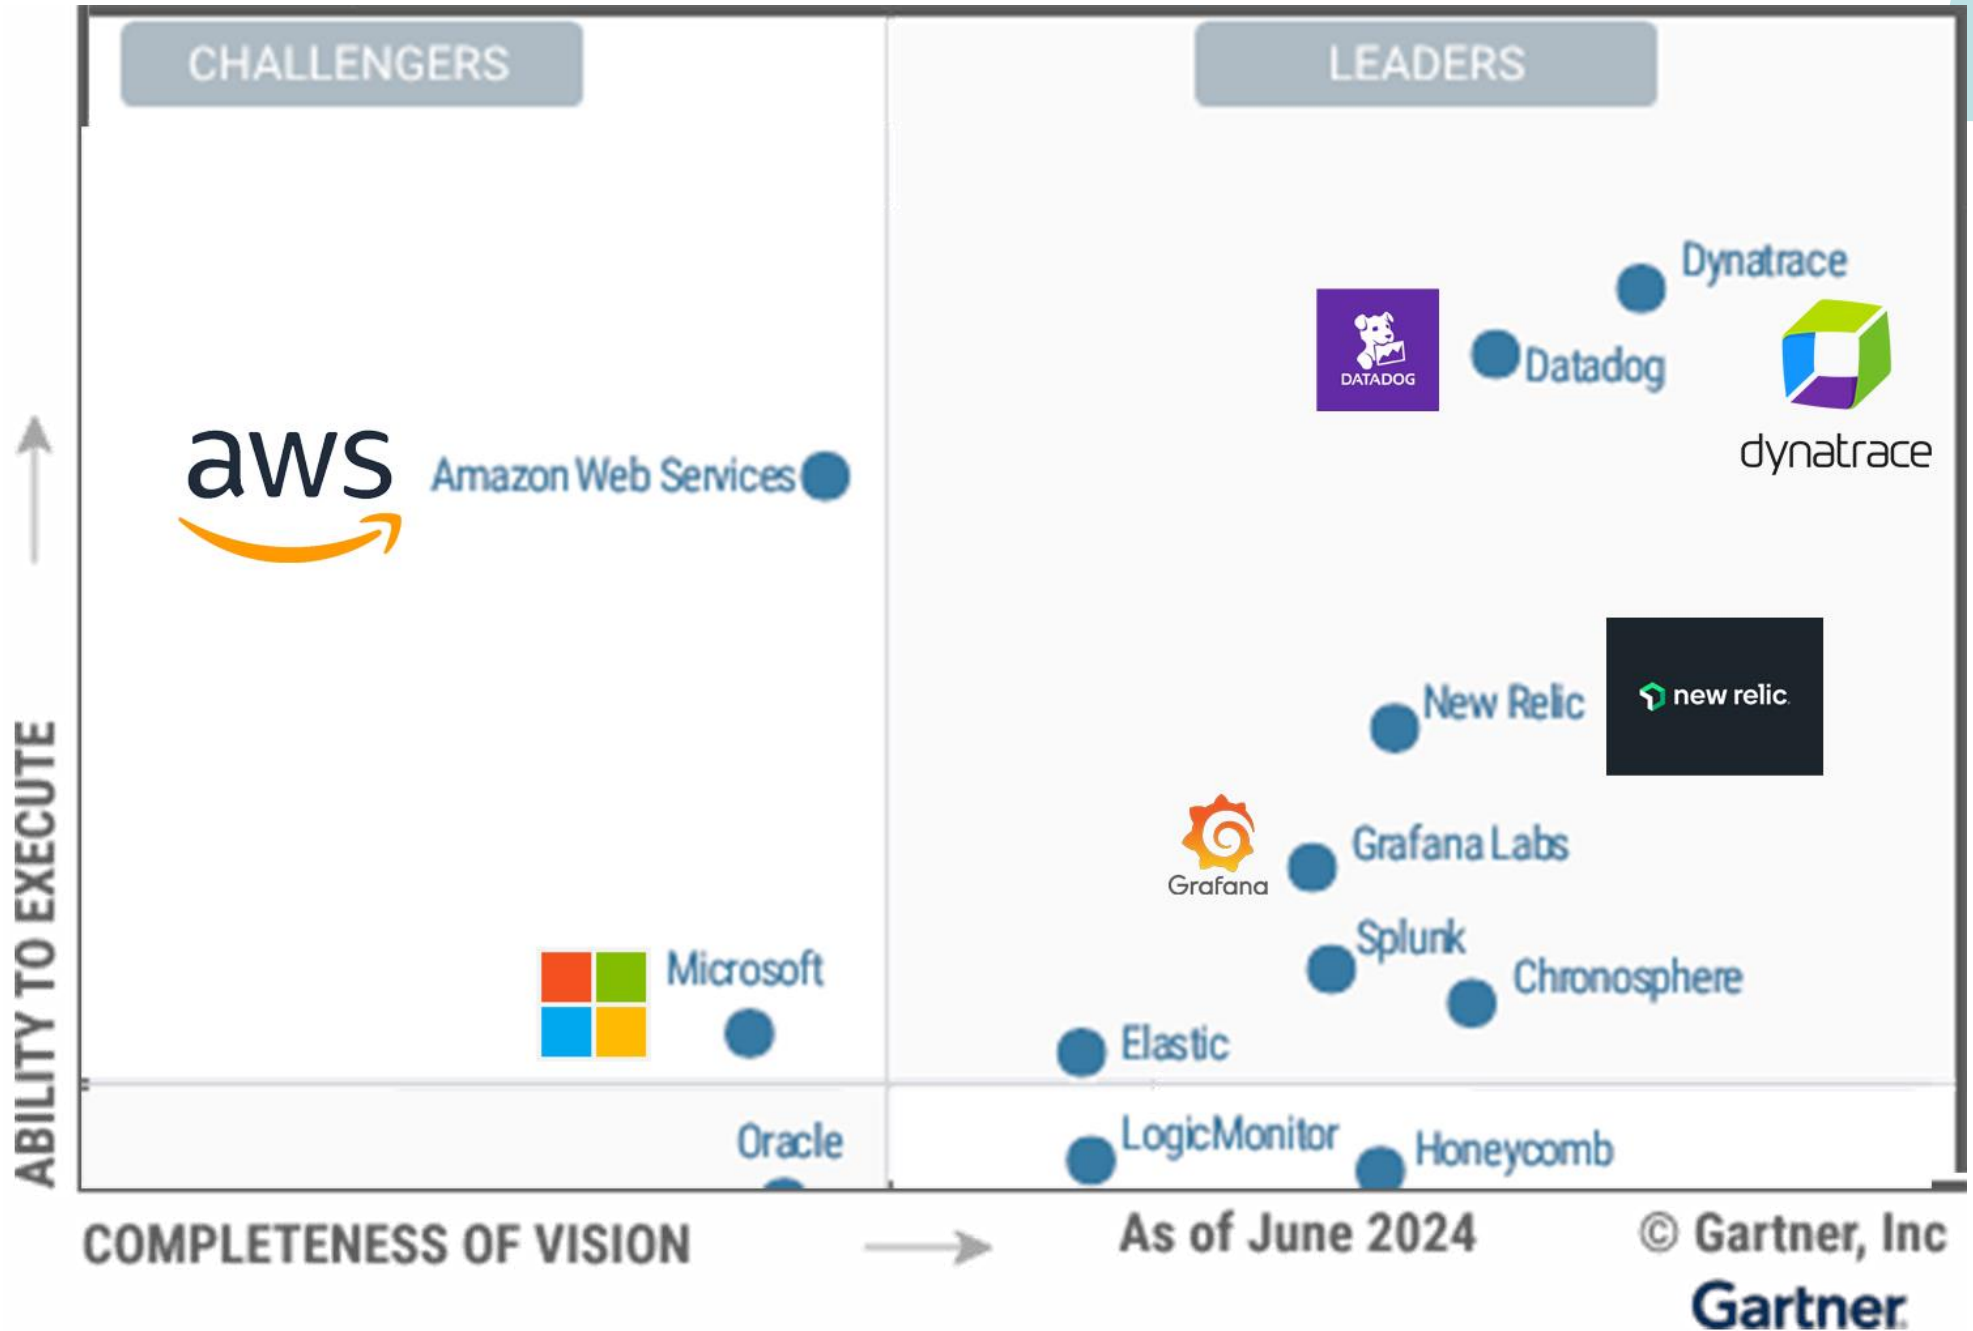 CHALLENGERS
LEADERS
Dynatrace
DATADOG
Datadog
dynatrace
aws
Amazon Web Services
New Relic
new relic
Grafana Labs
Grafana
Splunk
Microsoft
Chronosphere
Elastic
Oracle
LogicMonitor
Honeycomb
ABILITY TO EXECUTE
COMPLETENESS OF VISION
As of June 2024
© Gartner, Inc
Gartner